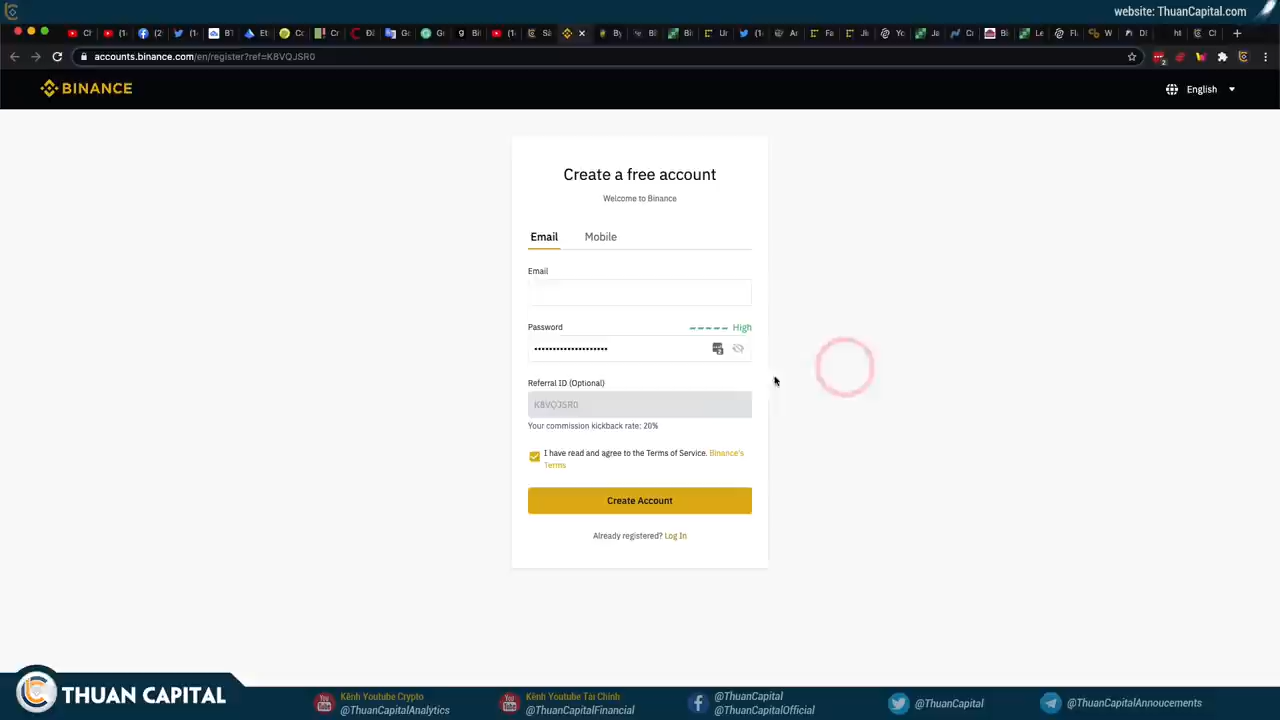 website: ThuanCapital.com
accounts.binance.com/en/register?ref=K8VQJSR0
BINANCE
English
Create a free account
Welcome to Binance
Email Mobile
Email
Password High
Referral ID (Optional)
K8VQJSR0
Your commission kickback rate: 20%
I have read and agree to the Terms of Service. Binance's
Terms
Create Account
Already registered? Log In
THUAN CAPITAL
Kênh Youtube Crypto
@ThuanCapitalAnalytics
Kênh Youtube Tài Chính
@ThuanCapitalFinancial
@ThuanCapital
@ThuanCapitalOfficial
@ThuanCapital
@ThuanCapitalAnnoucements